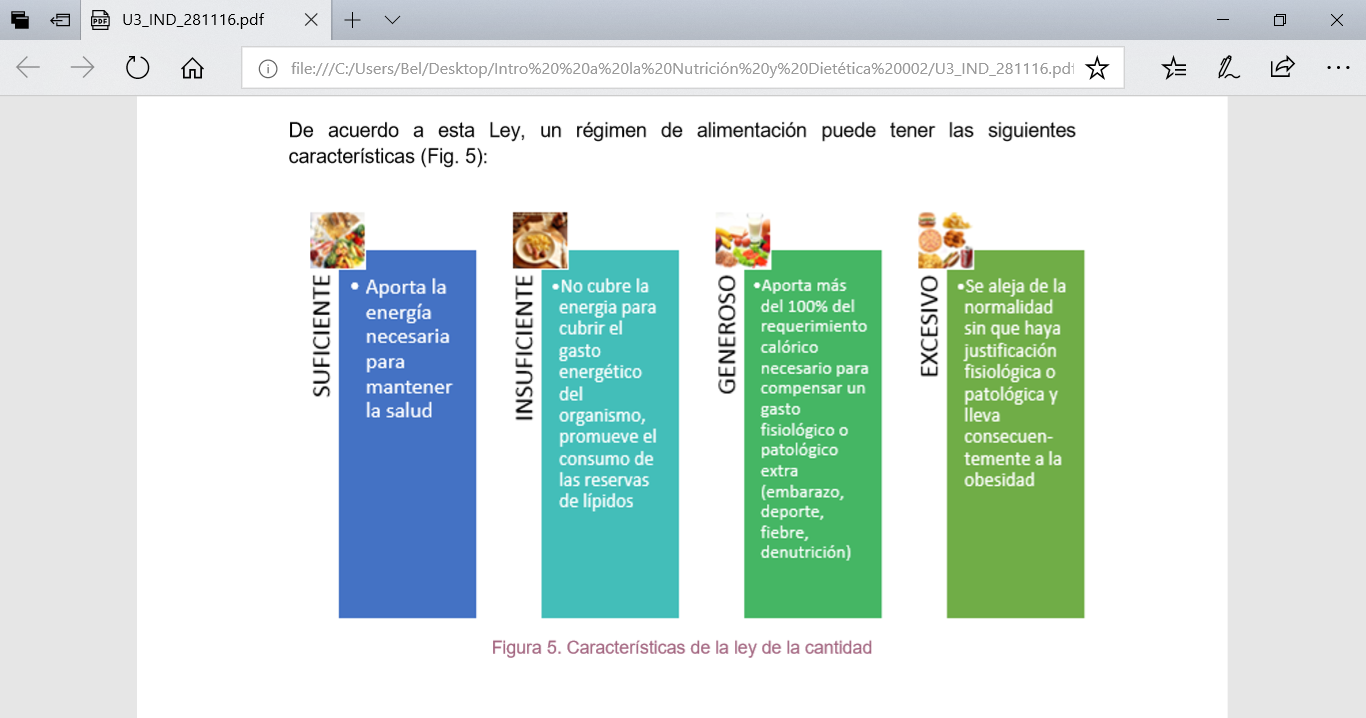 U3_IND_281116.pdf
file:///C:/Users/Bel/Desktop/Intro%20%20a%20la%20Nutrición%20y%20Dietética%20002/U3_IND_281116.pdf
De acuerdo a esta Ley, un régimen de alimentación puede tener las siguientes
características (Fig. 5):
SUFICIENTE
• Aporta la
energía
necesaria
para
mantener
la salud
INSUFICIENTE
•No cubre la
energia para
cubrir el
gasto
energético
del
organismo,
promueve el
consumo de
las reservas
de lípidos
GENEROSO
•Aporta más
del 100% del
requerimiento
calórico
necesario para
compensar un
gasto
fisiológico o
patológico
extra
(embarazo,
deporte,
fiebre,
denutrición)
EXCESIVO
•Se aleja de la
normalidad
sin que haya
justificación
fisiológica o
patológica y
lleva
consecuen-
temente a la
obesidad
Figura 5. Características de la ley de la cantidad